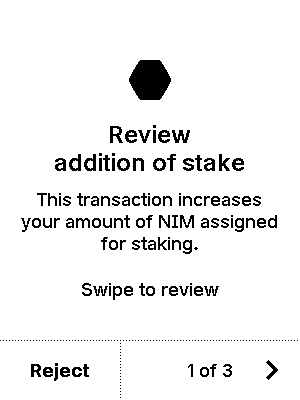 Review
addition of stake
This transaction increases
your amount of NIM assigned
for staking.
Swipe to review
Reject
1 of 3